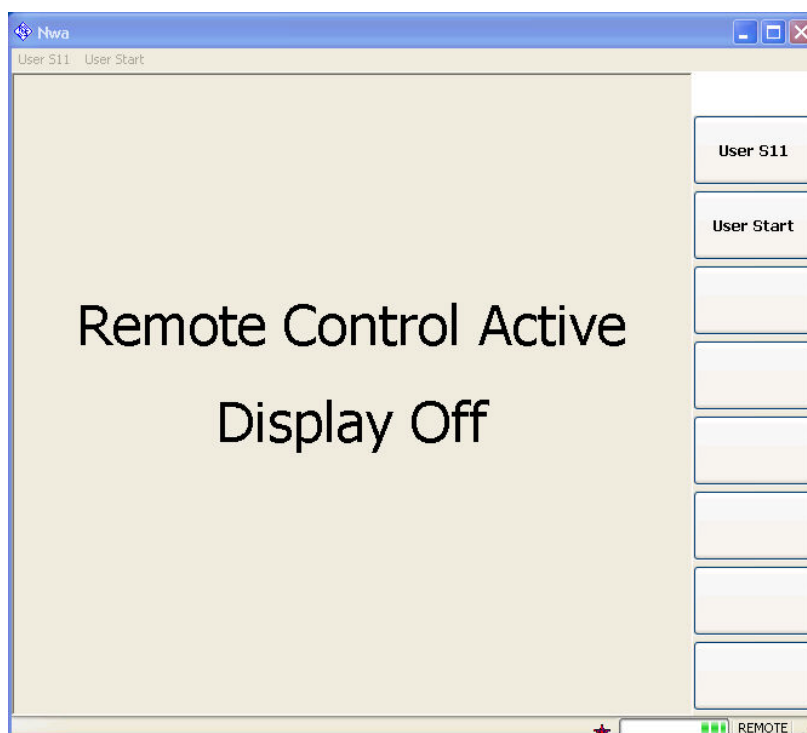 Nwa
User S11 User Start
User S11
User Start
Remote Control Active
Display Off
REMOTE